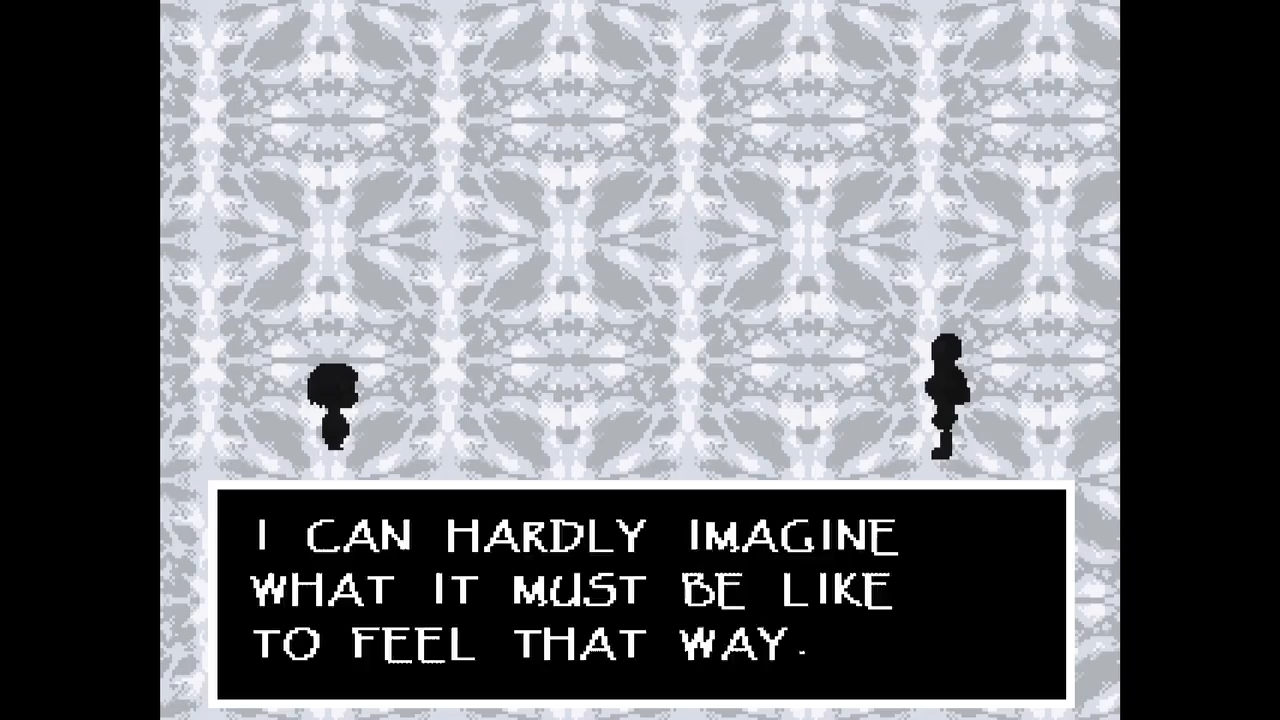 I CAN HARDLY IMAGINE
WHAT IT MUST BE LIKE
TO FEEL THAT WAY.